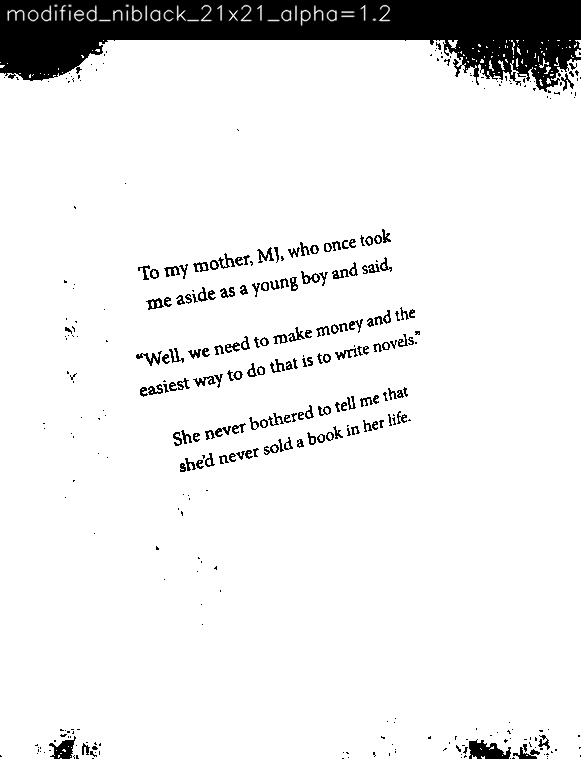 modified_niblack_21x21_alpha=1.2
To my mother, MJ, who once took
me aside as a young boy and said,
“Well, we need to make money and the
easiest way to do that is to write novels.”
She never bothered to tell me that
she’d never sold a book in her life.